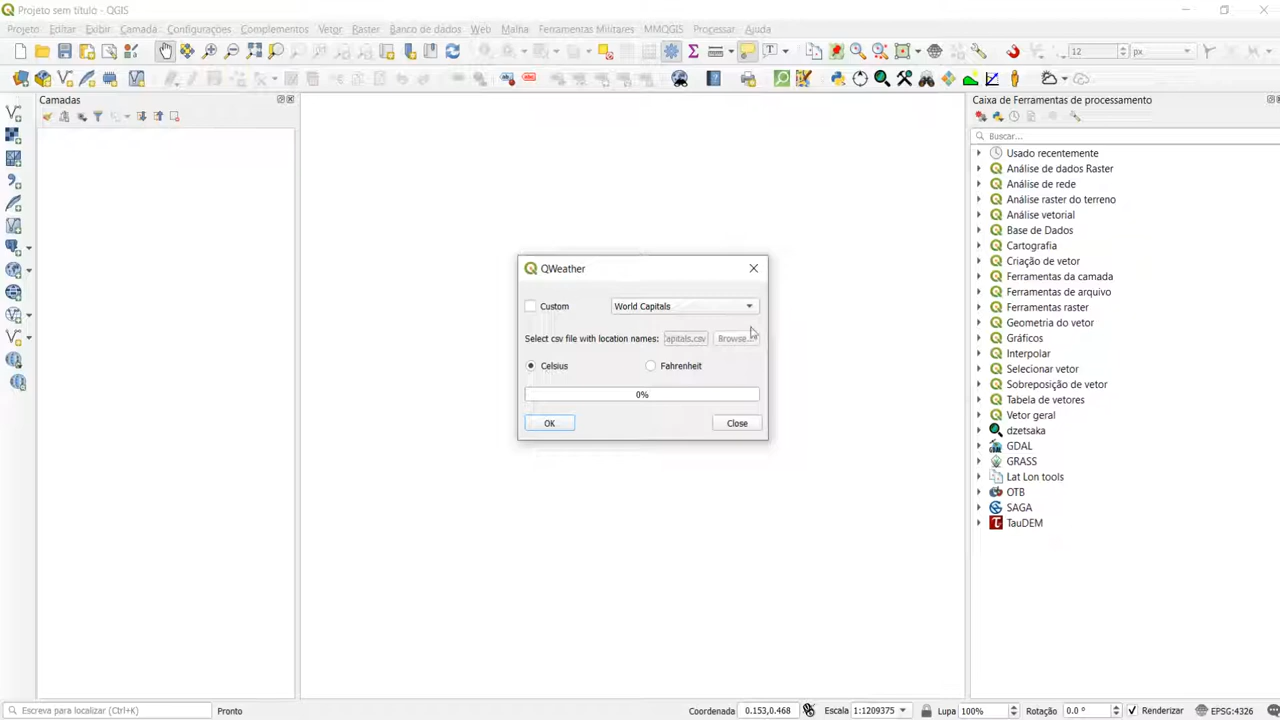 Projeto sem título - QGIS
Projeto Editar Exibir Camada Configurações Complementos Vetor Raster Banco de dados Web Malha Ferramentas Militares MMQGIS Processar Ajuda
12 px
Camadas
Caixa de Ferramentas de processamento
Buscar...
Usado recentemente
Análise de dados Raster
Análise de rede
Análise raster do terreno
Análise vetorial
Base de Dados
Cartografia
Criação de vetor
Ferramentas da camada
Ferramentas de arquivo
Ferramentas raster
Geometria do vetor
Gráficos
Interpolar
Selecionar vetor
Sobreposição de vetor
Tabela de vetores
Vetor geral
dzetsaka
GDAL
GRASS
Lat Lon tools
OTB
SAGA
TauDEM
QWeather
Custom World Capitals
Select csv file with location names: apitals.csv Browse...
Celsius Fahrenheit
0%
OK Close
Escreva para localizar (Ctrl+K) Pronto Coordenada 0.153,0.468 Escala 1:1209375 Lupa 100% Rotação 0.0 ° Renderizar EPSG:4326